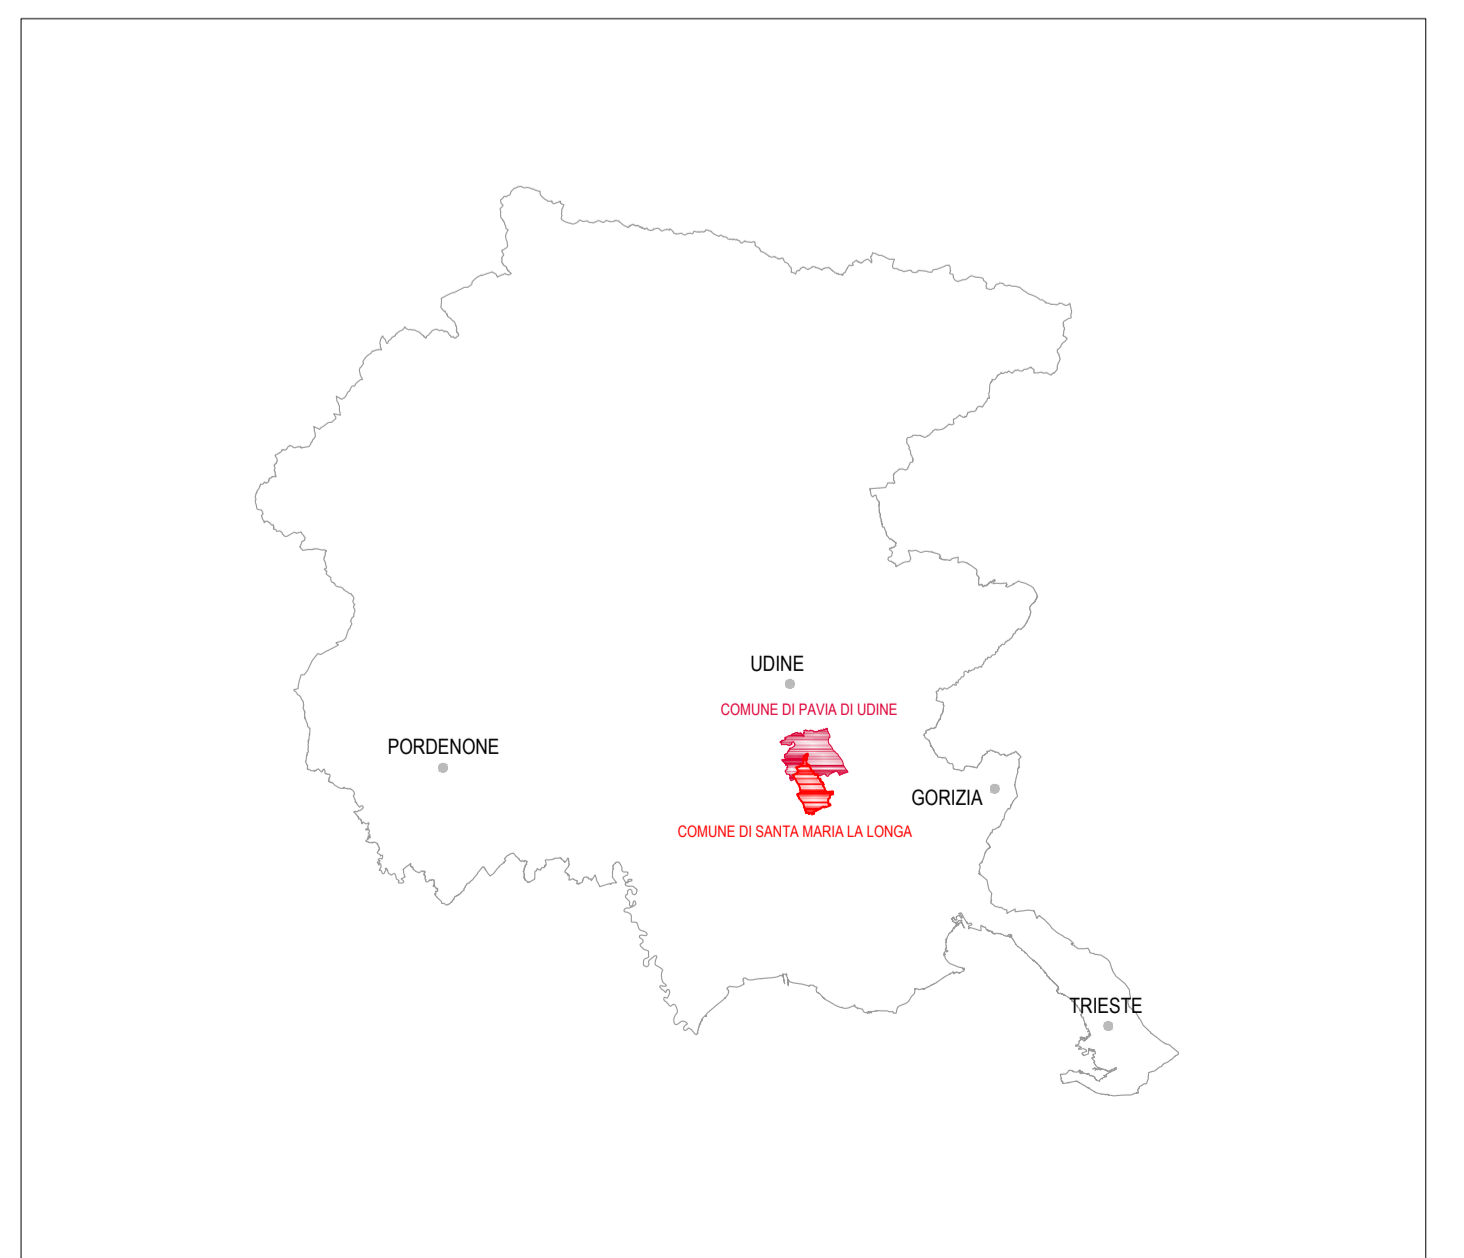 UDINE
COMUNE DI PAVIA DI UDINE
PORDENONE
GORIZIA
COMUNE DI SANTA MARIA LA LONGA
TRIESTE